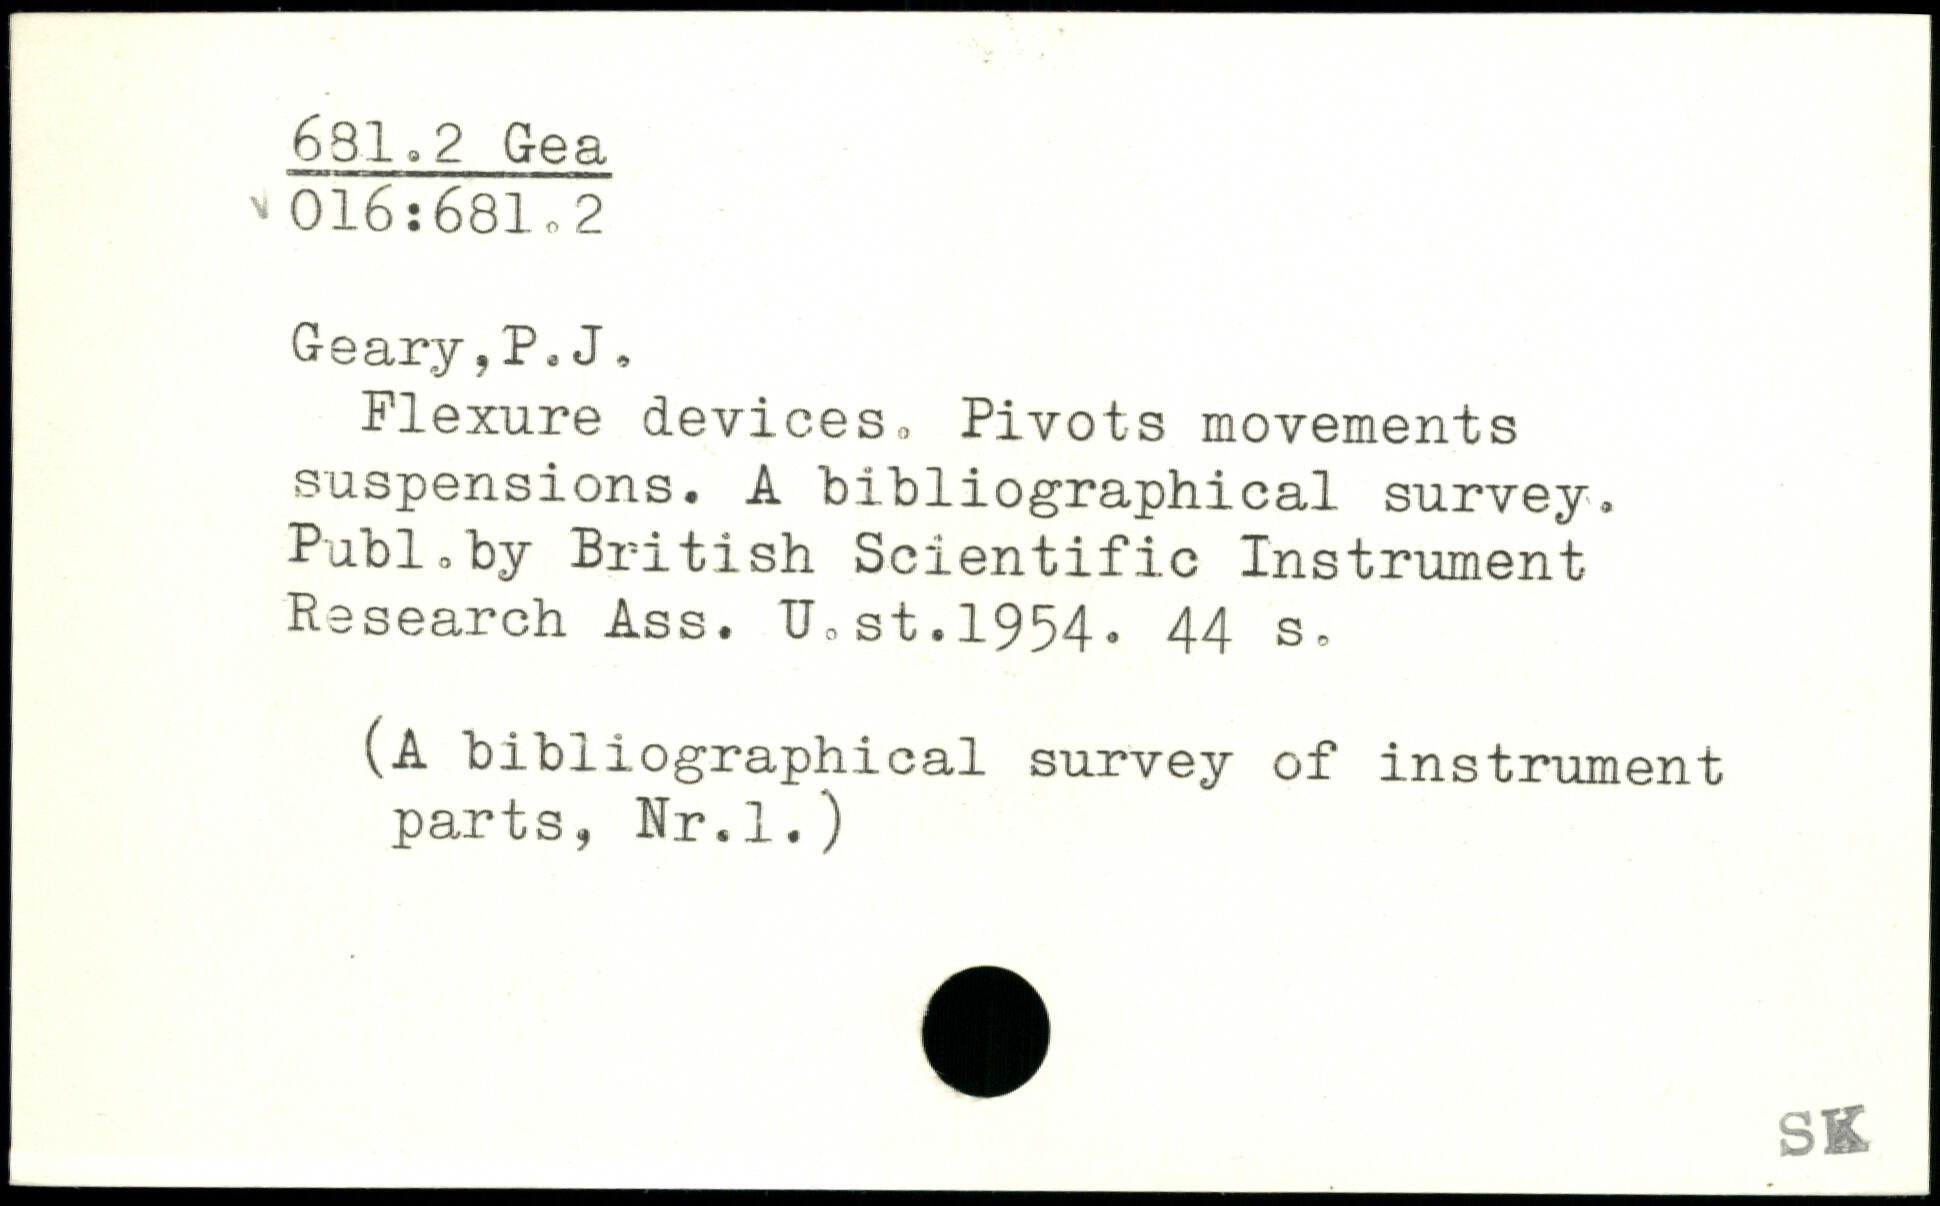 681.2 Gea
016:681.2
Geary,P.J.
Flexure devices. Pivots movements
suspensions. A bibliographical survey.
Publ.by British Scientific Instrument
Research Ass. U.st.1954. 44 s.
(A bibliographical survey of instrument
parts, Nr.1.)
SK